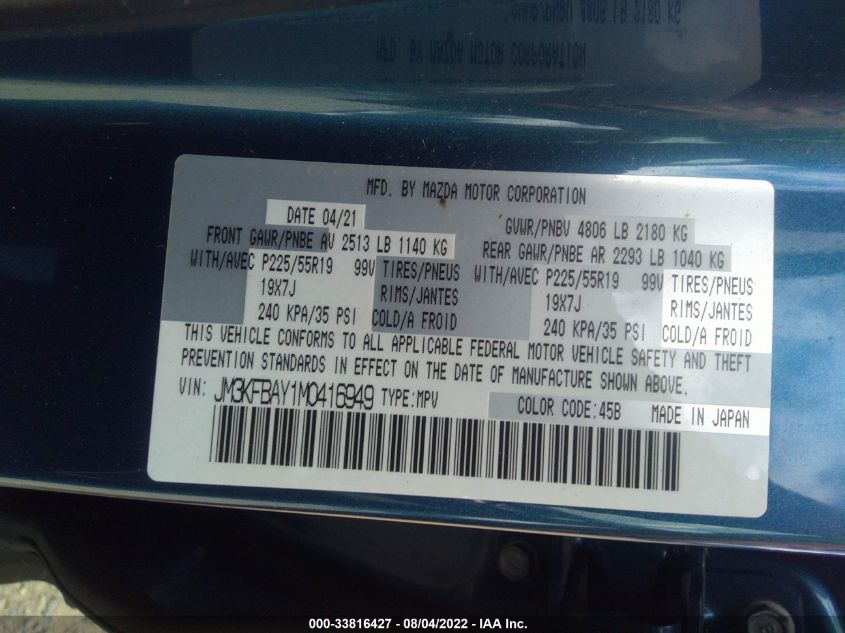 MFD. BY MAZDA MOTOR CORPORATION
DATE 04/21 GVWR/PNBV 4806 LB 2180 KG
FRONT GAWR/PNBE AV 2513 LB 1140 KG REAR GAWR/PNBE AR 2293 LB 1040 KG
WITH/AVEC P225/55R19 99V TIRES/PNEUS WITH/AVEC P225/55R19 99V TIRES/PNEUS
19X7J RIMS/JANTES 19X7J RIMS/JANTES
240 KPA/35 PSI COLD/A FROID 240 KPA/35 PSI COLD/A FROID
THIS VEHICLE CONFORMS TO ALL APPLICABLE FEDERAL MOTOR VEHICLE SAFETY AND THEFT
PREVENTION STANDARDS IN EFFECT ON THE DATE OF MANUFACTURE SHOWN ABOVE.
VIN: JM3KFBAY1M0416949 TYPE:MPV COLOR CODE:45B MADE IN JAPAN
000-33816427 - 08/04/2022 - IAA Inc.